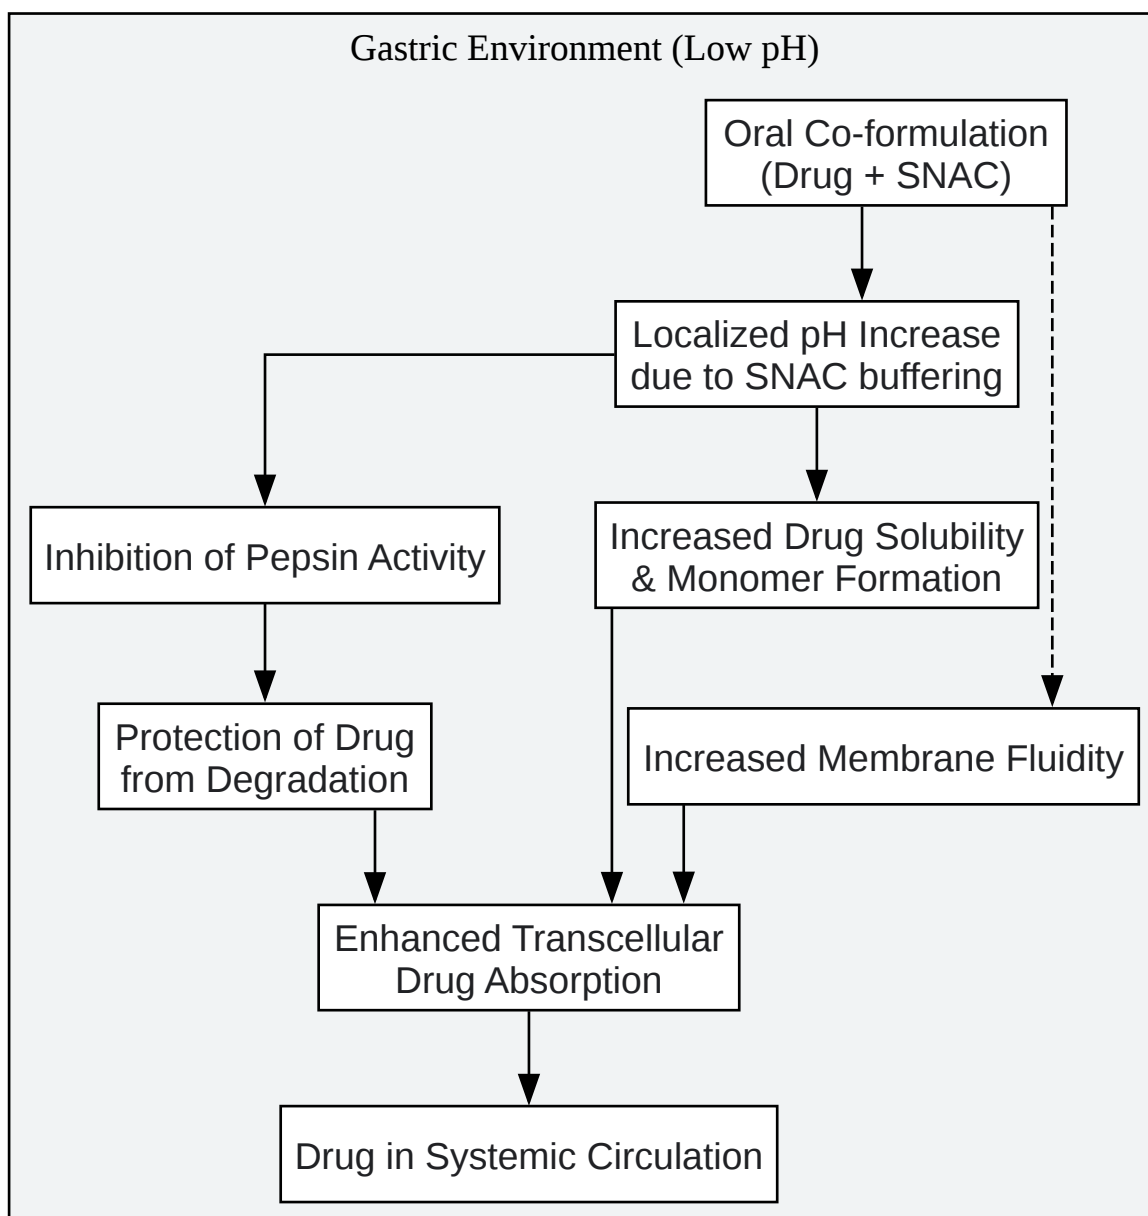 Gastric Environment (Low pH)
Oral Co-formulation
(Drug + SNAC)
Localized pH Increase
due to SNAC buffering
Inhibition of Pepsin Activity
Increased Drug Solubility
& Monomer Formation
Protection of Drug
from Degradation
Increased Membrane Fluidity
Enhanced Transcellular
Drug Absorption
Drug in Systemic Circulation